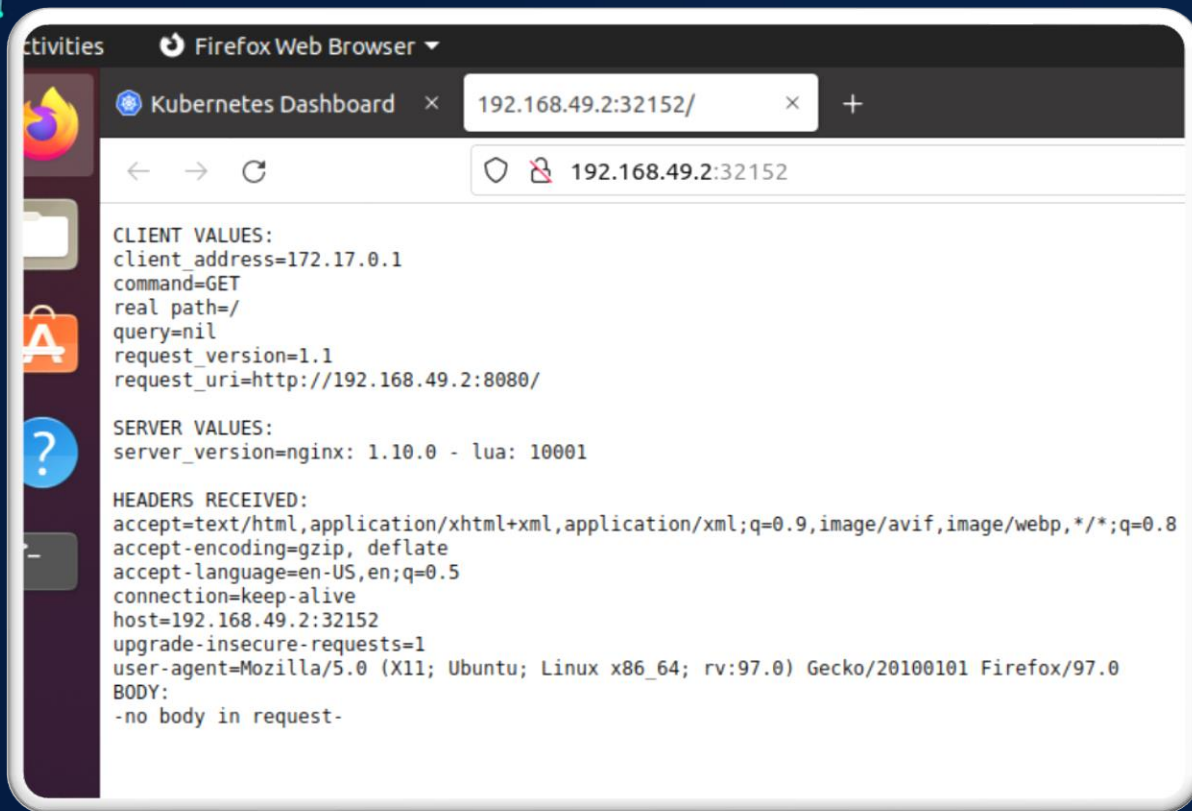 ctivities
Firefox Web Browser
Kubernetes Dashboard
192.168.49.2:32152/
192.168.49.2:32152
CLIENT VALUES:
client_address=172.17.0.1
command=GET
real path=/
query=nil
request_version=1.1
request_uri=http://192.168.49.2:8080/
SERVER VALUES:
server_version=nginx: 1.10.0 - lua: 10001
HEADERS RECEIVED:
accept=text/html,application/xhtml+xml,application/xml;q=0.9,image/avif,image/webp,*/*;q=0.8
accept-encoding=gzip, deflate
accept-language=en-US,en;q=0.5
connection=keep-alive
host=192.168.49.2:32152
upgrade-insecure-requests=1
user-agent=Mozilla/5.0 (X11; Ubuntu; Linux x86_64; rv:97.0) Gecko/20100101 Firefox/97.0
BODY:
-no body in request-